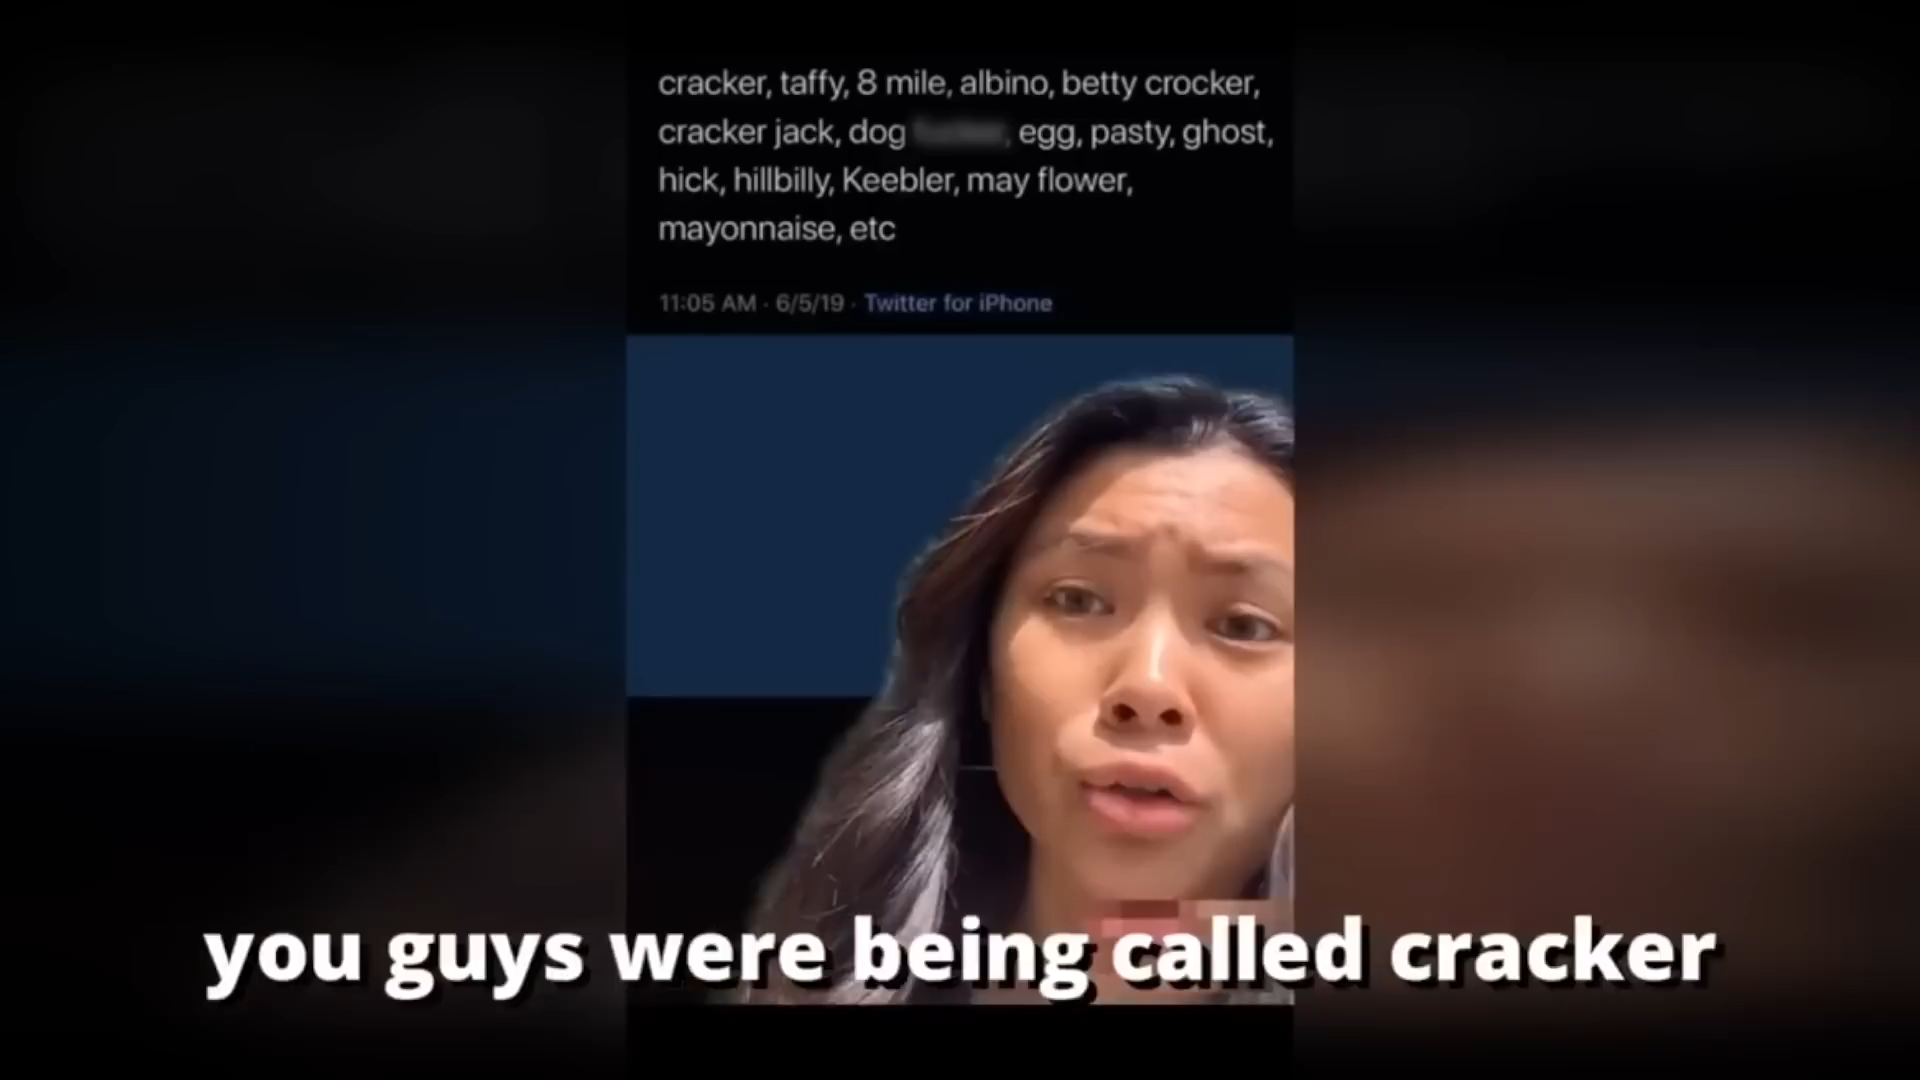 cracker, taffy, 8 mile, albino, betty crocker,
cracker jack, dog , egg, pasty, ghost,
hick, hillbilly, Keebler, may flower,
mayonnaise, etc
11:05 AM · 6/5/19 · Twitter for iPhone
you guys were being called cracker